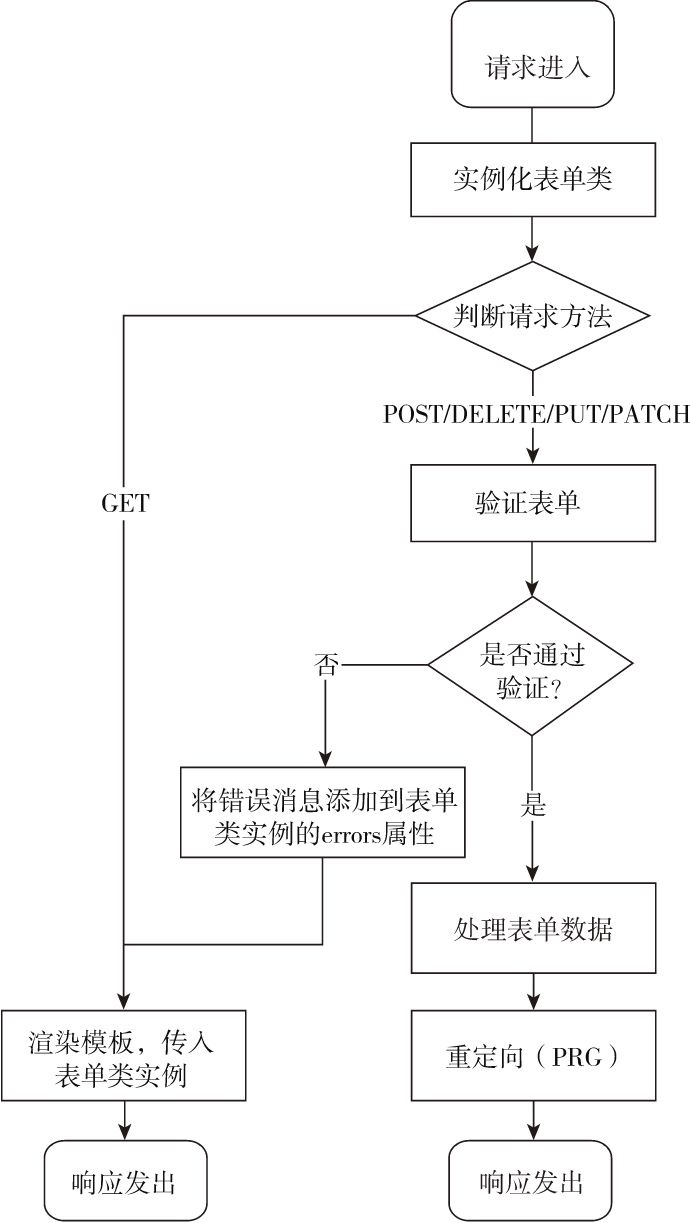 请求进入
实例化表单类
判断请求方法
POST/DELETE/PUT/PATCH
GET
验证表单
是否通过
验证?
否
将错误消息添加到表单
类实例的errors属性
是
处理表单数据
渲染模板，传入
表单类实例
重定向（PRG）
响应发出
响应发出